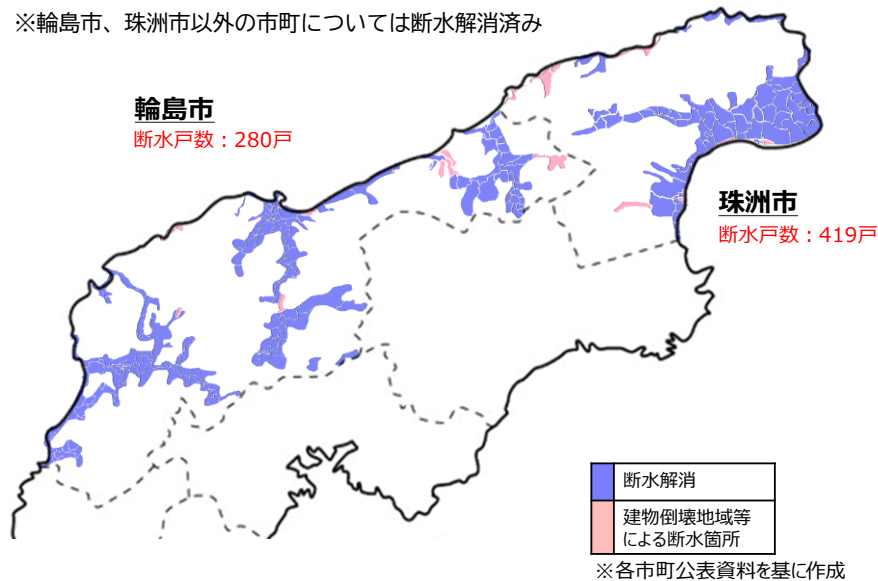 ※輪島市、珠洲市以外の市町については断水解消済み
輪島市
断水戸数：280戸
珠洲市
断水戸数：419戸
断水解消
建物倒壊地域等
による断水箇所
※各市町公表資料を基に作成